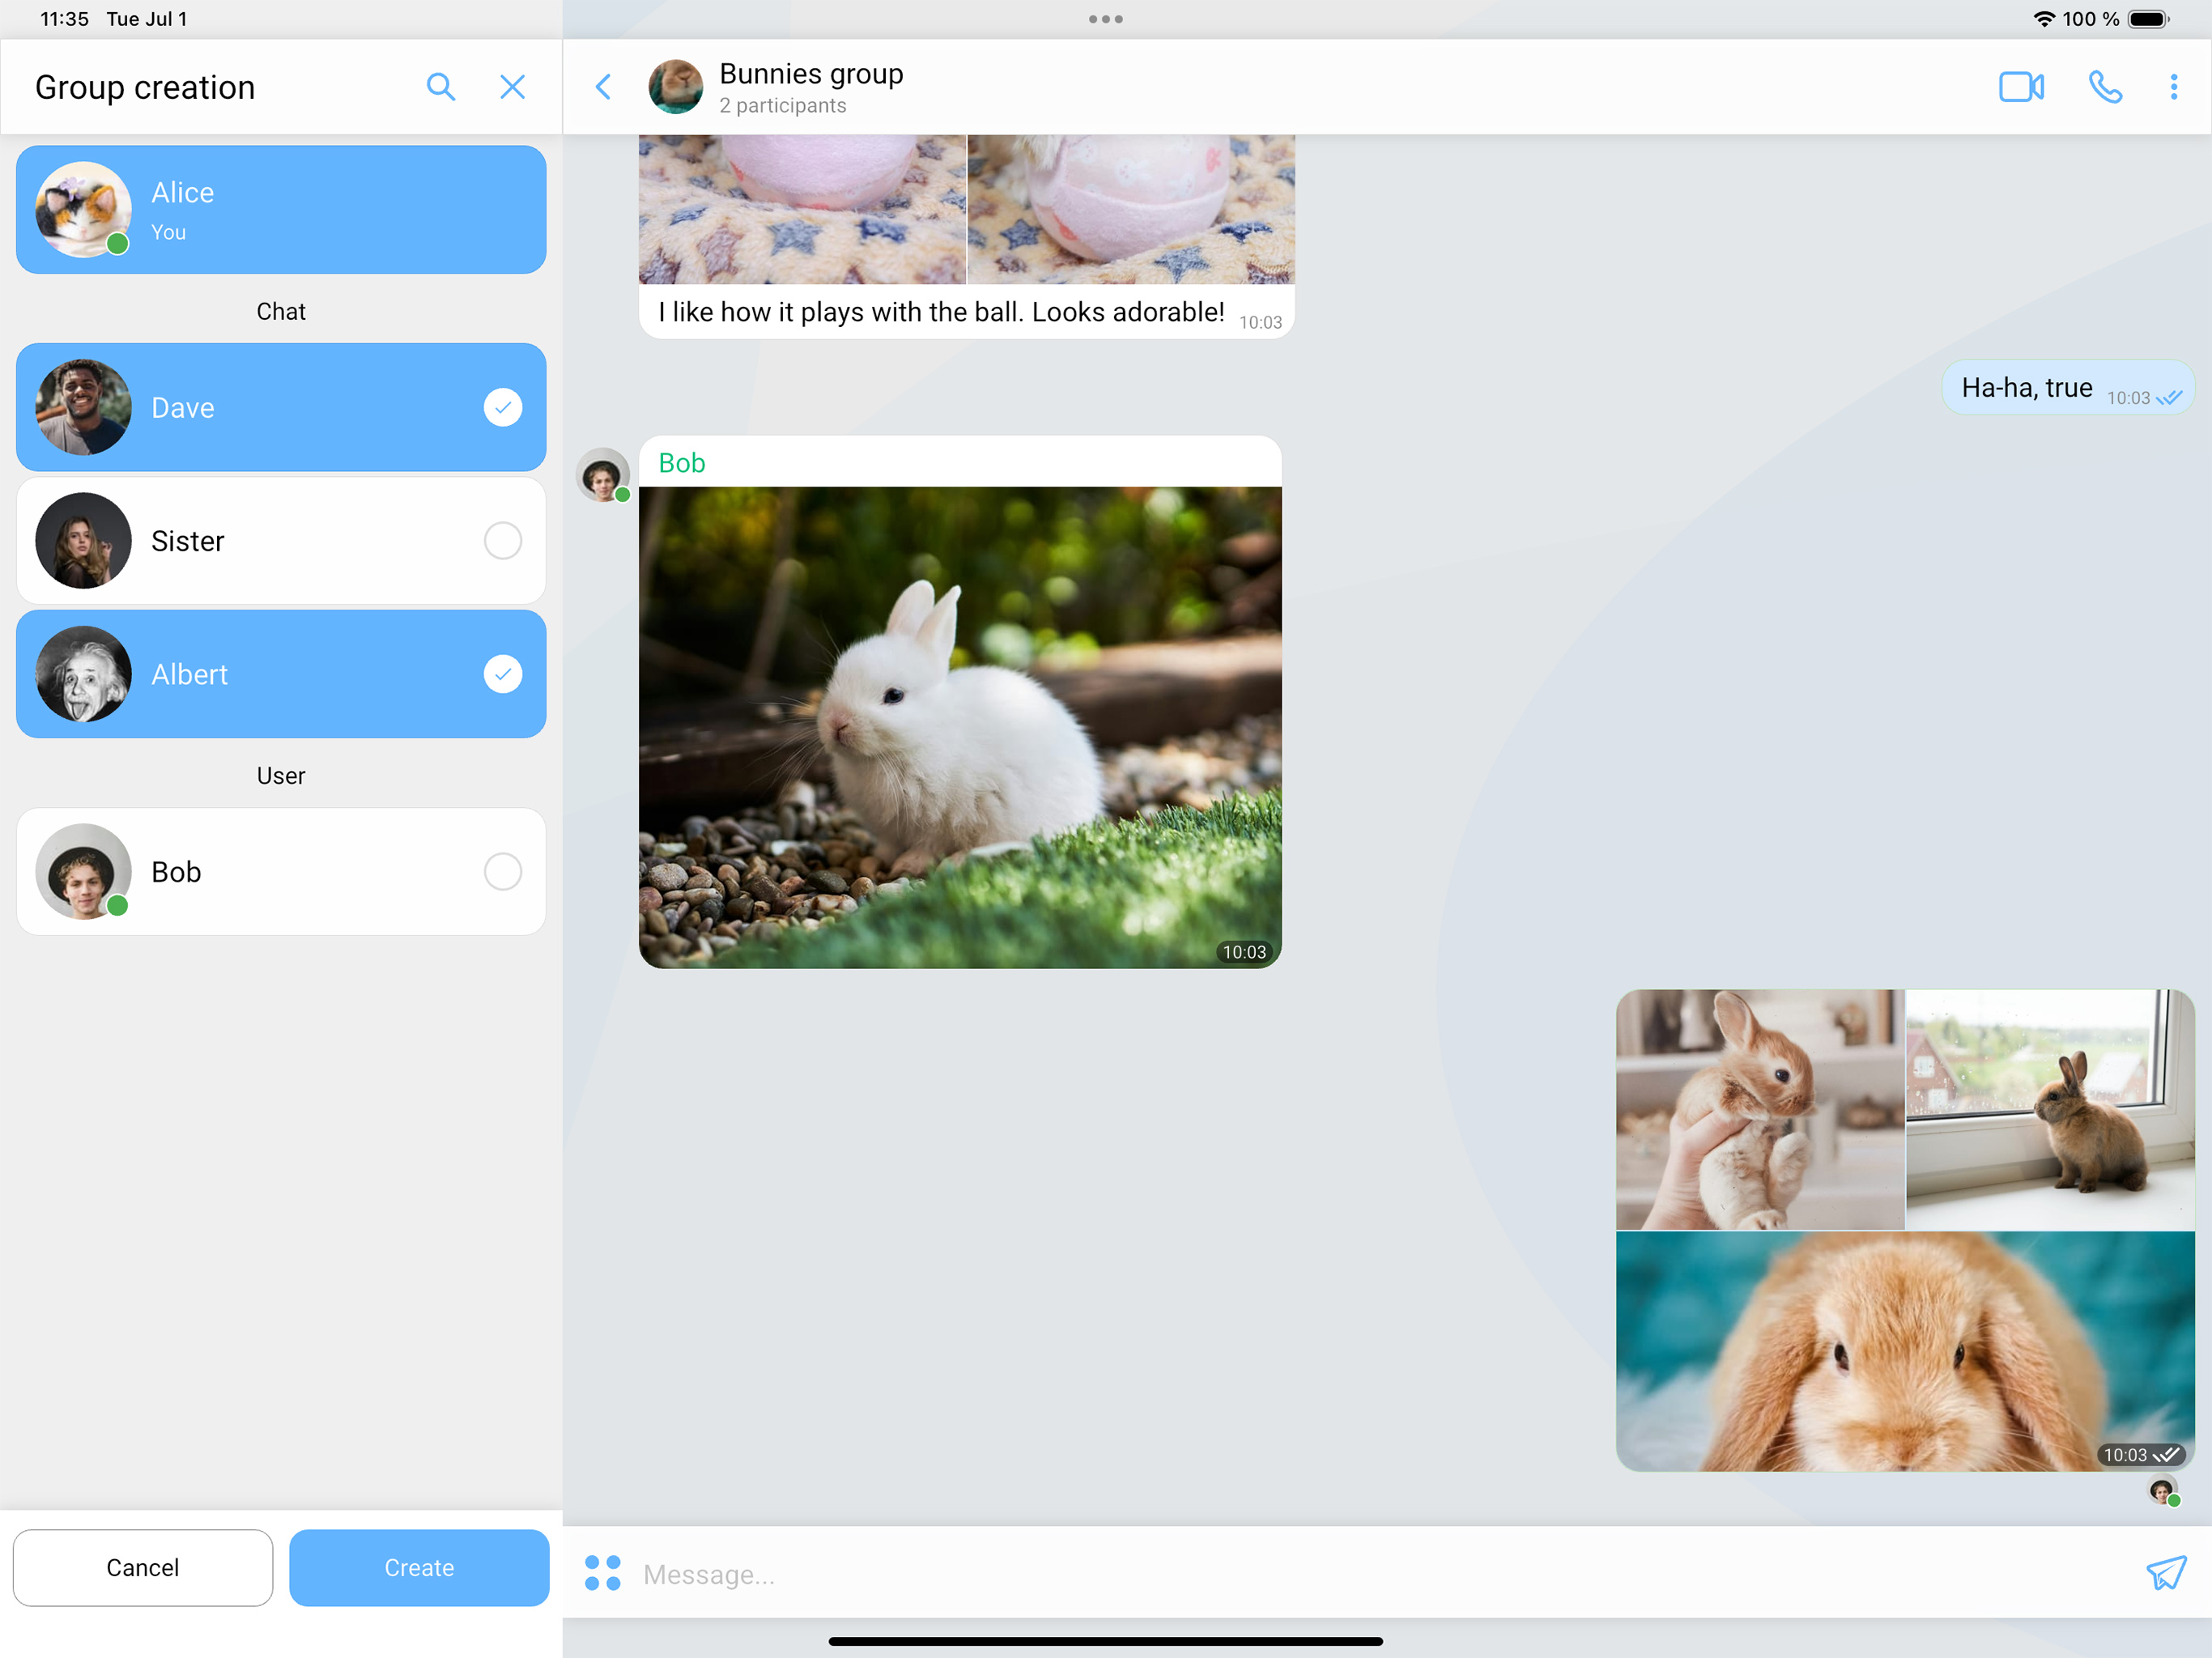 11:35 Tue Jul 1
100 %
Group creation
Alice
You
Chat
Dave
Sister
Albert
User
Bob
Cancel
Create
Bunnies group
2 participants
I like how it plays with the ball. Looks adorable! 10:03
Ha-ha, true 10:03
Bob
10:03
10:03
Message...